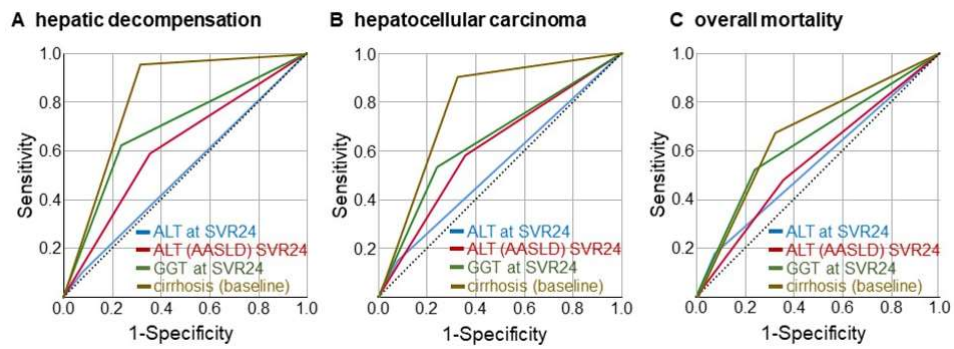 A hepatic decompensation
1.0
0.8
0.6
0.4
0.2
Sensitivity
ALT at SVR24
ALT (AASLD) SVR24
GGT at SVR24
cirrhosis (baseline)
0.0 0.2 0.4 0.6 0.8 1.0
1-Specificity
B hepatocellular carcinoma
1.0
0.8
0.6
0.4
0.2
Sensitivity
ALT at SVR24
ALT (AASLD) SVR24
GGT at SVR24
cirrhosis (baseline)
0.0 0.2 0.4 0.6 0.8 1.0
1-Specificity
C overall mortality
1.0
0.8
0.6
0.4
0.2
Sensitivity
ALT at SVR24
ALT (AASLD) SVR24
GGT at SVR24
cirrhosis (baseline)
0.0 0.2 0.4 0.6 0.8 1.0
1-Specificity